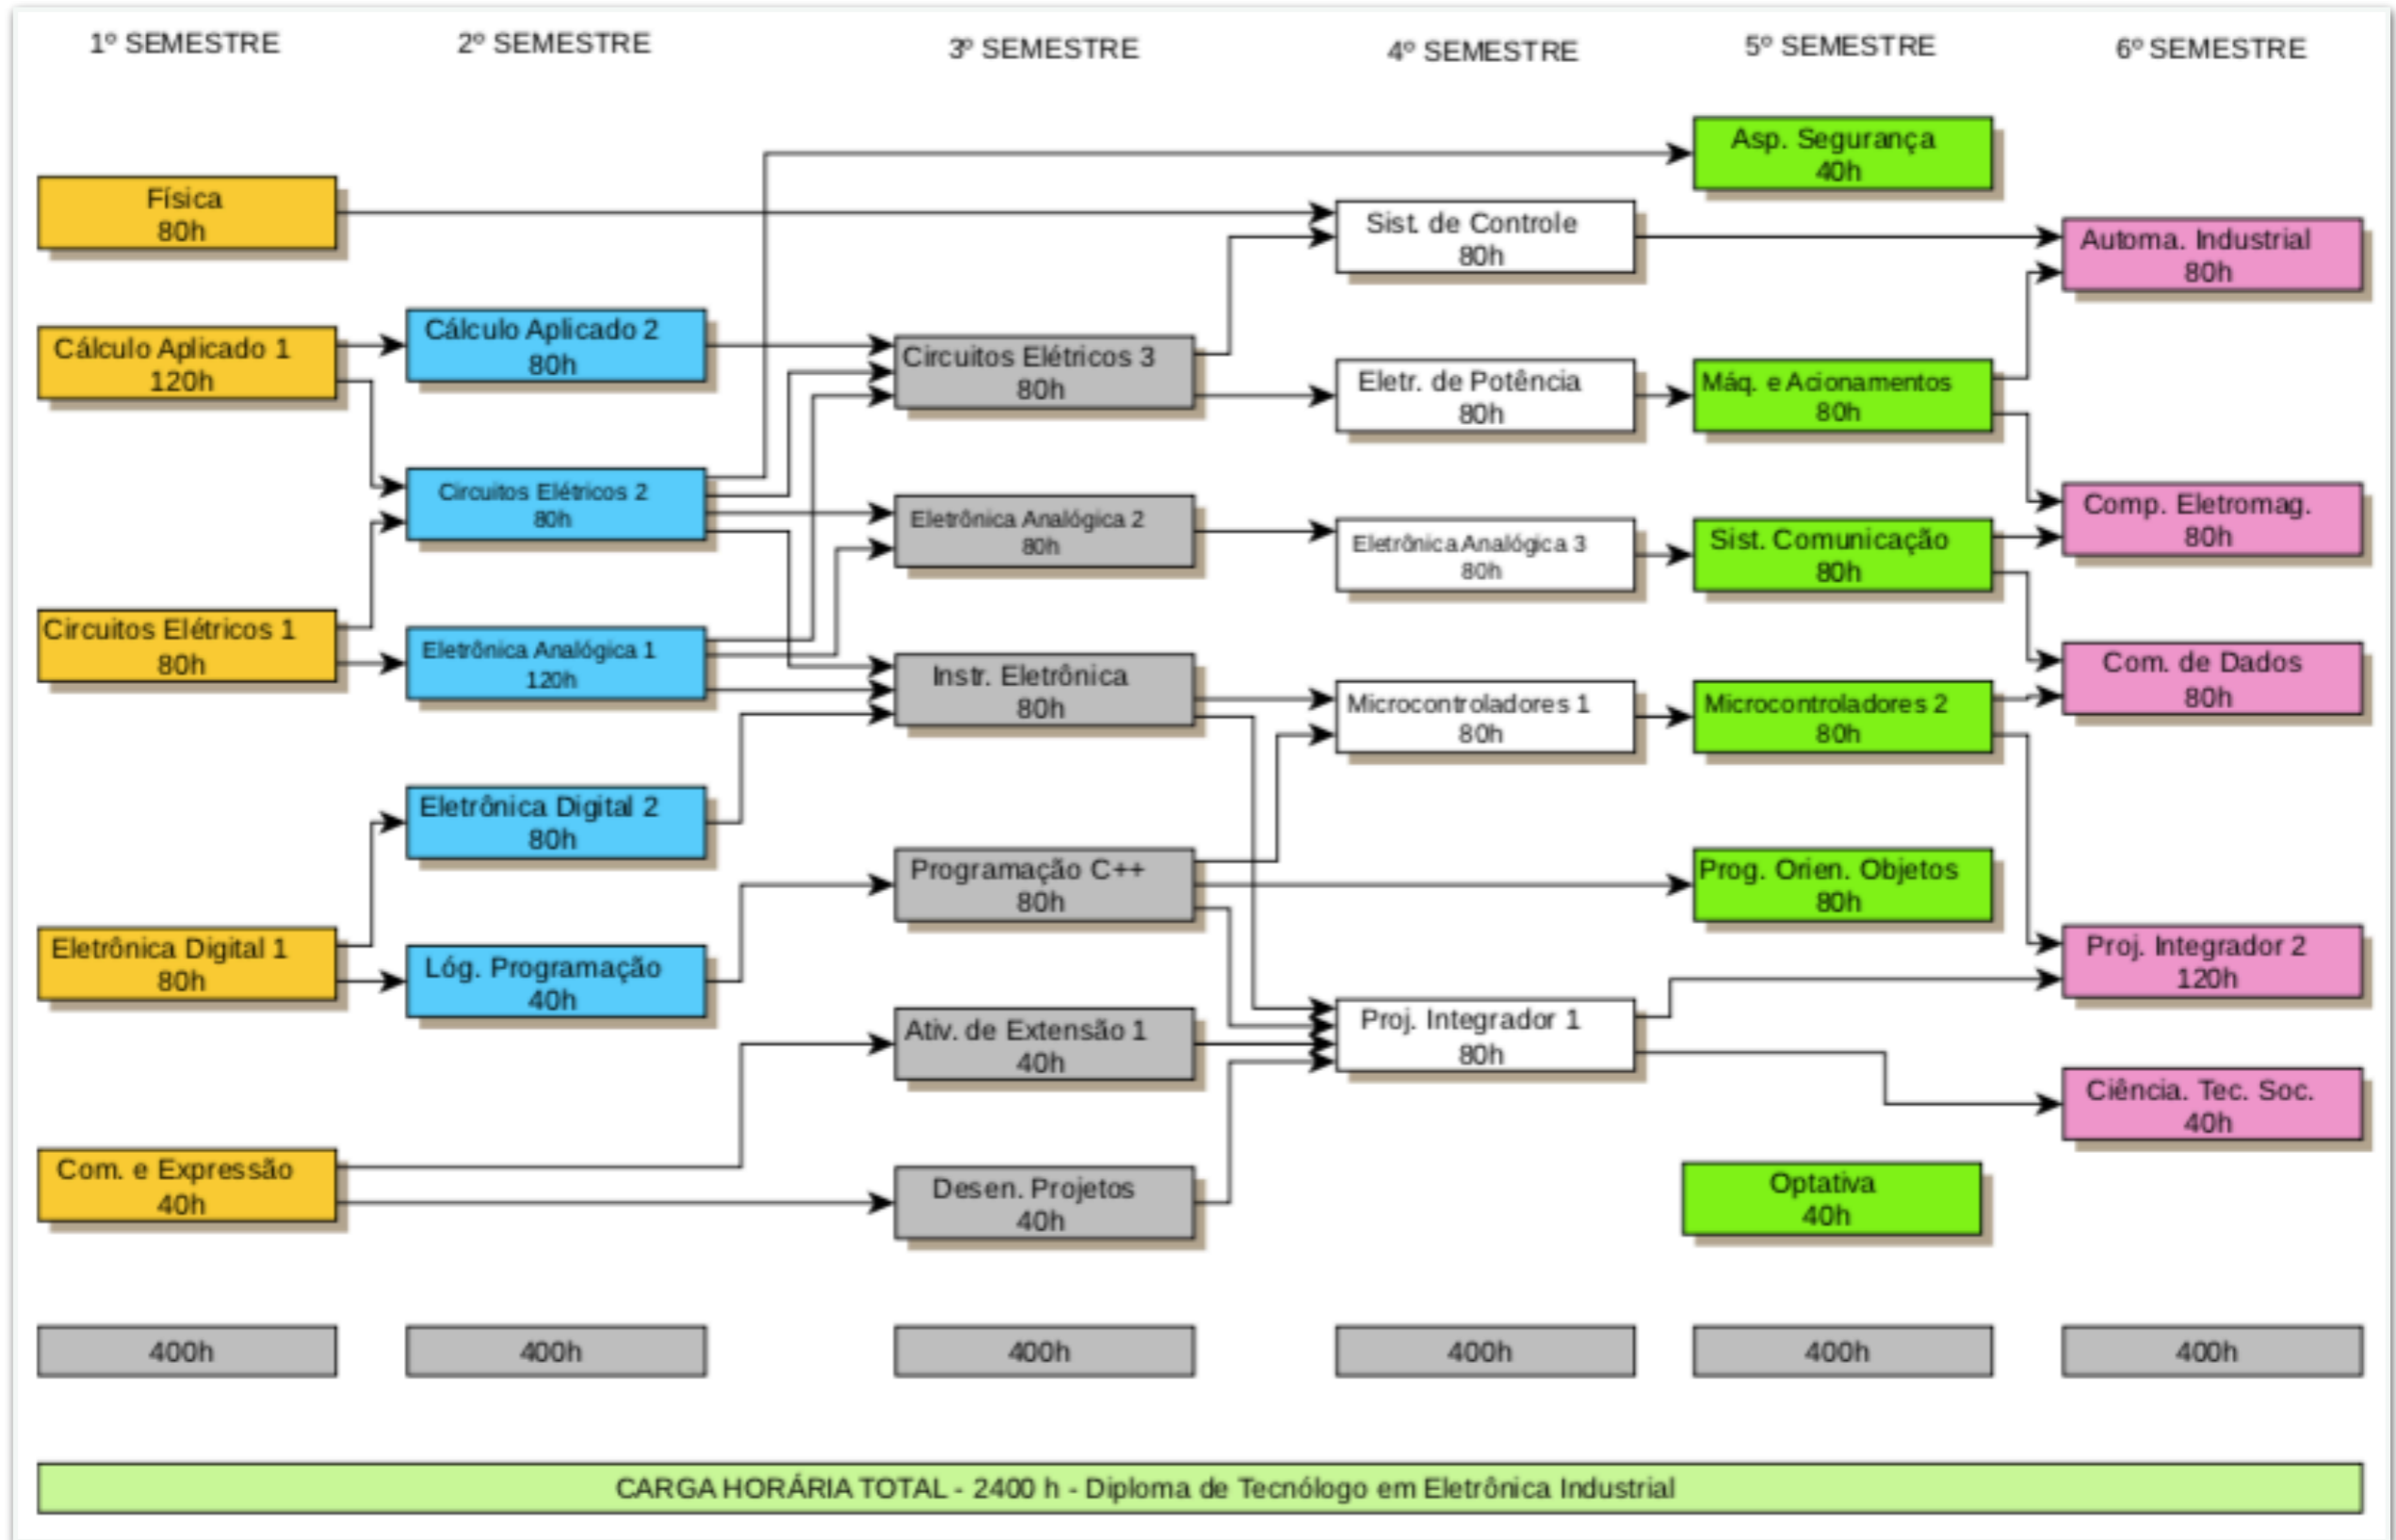 1º SEMESTRE
2º SEMESTRE
3º SEMESTRE
4º SEMESTRE
5º SEMESTRE
6º SEMESTRE
Física
80h
Cálculo Aplicado 1
120h
Circuitos Elétricos 1
80h
Eletrônica Digital 1
80h
Com. e Expressão
40h
400h
Cálculo Aplicado 2
80h
Circuitos Elétricos 2
80h
Eletrônica Analógica 1
120h
Eletrônica Digital 2
80h
Lóg. Programação
40h
400h
Circuitos Elétricos 3
80h
Eletrônica Analógica 2
80h
Instr. Eletrônica
80h
Programação C++
80h
Ativ. de Extensão 1
40h
Desen. Projetos
40h
400h
Sist. de Controle
80h
Eletr. de Potência
80h
Eletrônica Analógica 3
80h
Microcontroladores 1
80h
Proj. Integrador 1
80h
400h
Asp. Segurança
40h
Máq. e Acionamentos
80h
Sist. Comunicação
80h
Microcontroladores 2
80h
Prog. Orien. Objetos
80h
Optativa
40h
400h
Automa. Industrial
80h
Comp. Eletromag.
80h
Com. de Dados
80h
Proj. Integrador 2
120h
Ciência. Tec. Soc.
40h
400h
CARGA HORÁRIA TOTAL - 2400 h - Diploma de Tecnólogo em Eletrônica Industrial